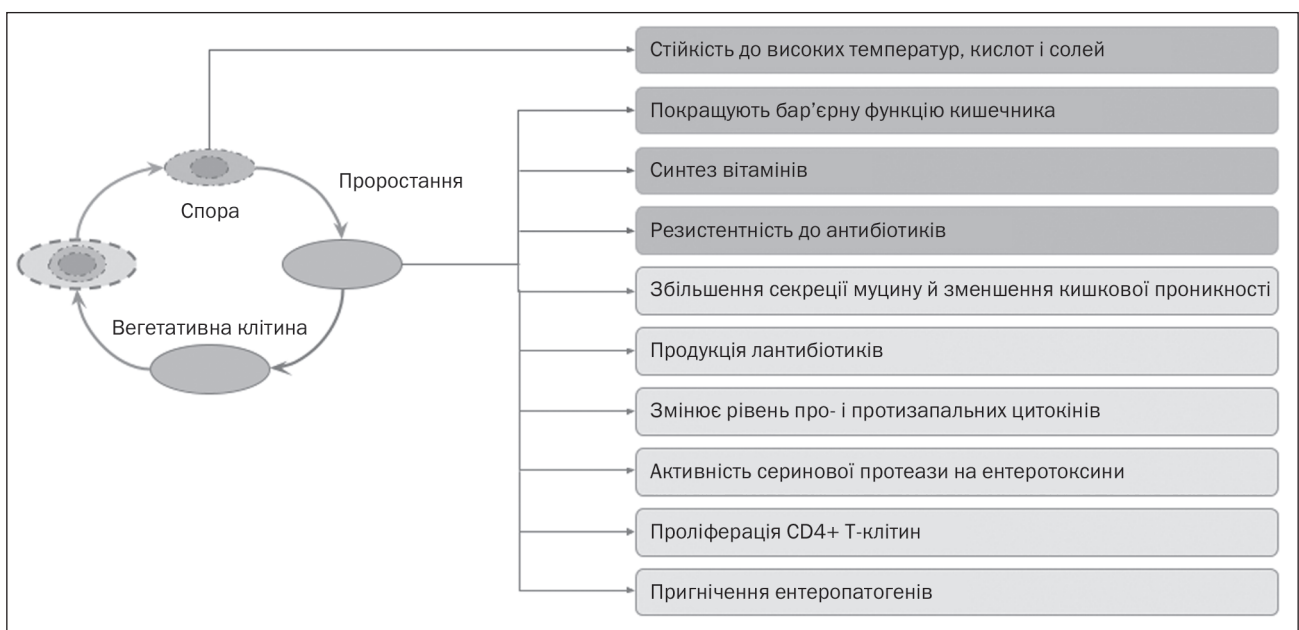 Стійкість до високих температур, кислот і солей
Покращують бар’єрну функцію кишечника
Синтез вітамінів
Резистентність до антибіотиків
Збільшення секреції муцину й зменшення кишкової проникності
Продукція лантибіотиків
Змінює рівень про- і протизапальних цитокінів
Активність серинової протеази на ентеротоксини
Проліферація CD4+ Т-клітин
Пригнічення ентеропатогенів
Проростання
Спора
Вегетативна клітина